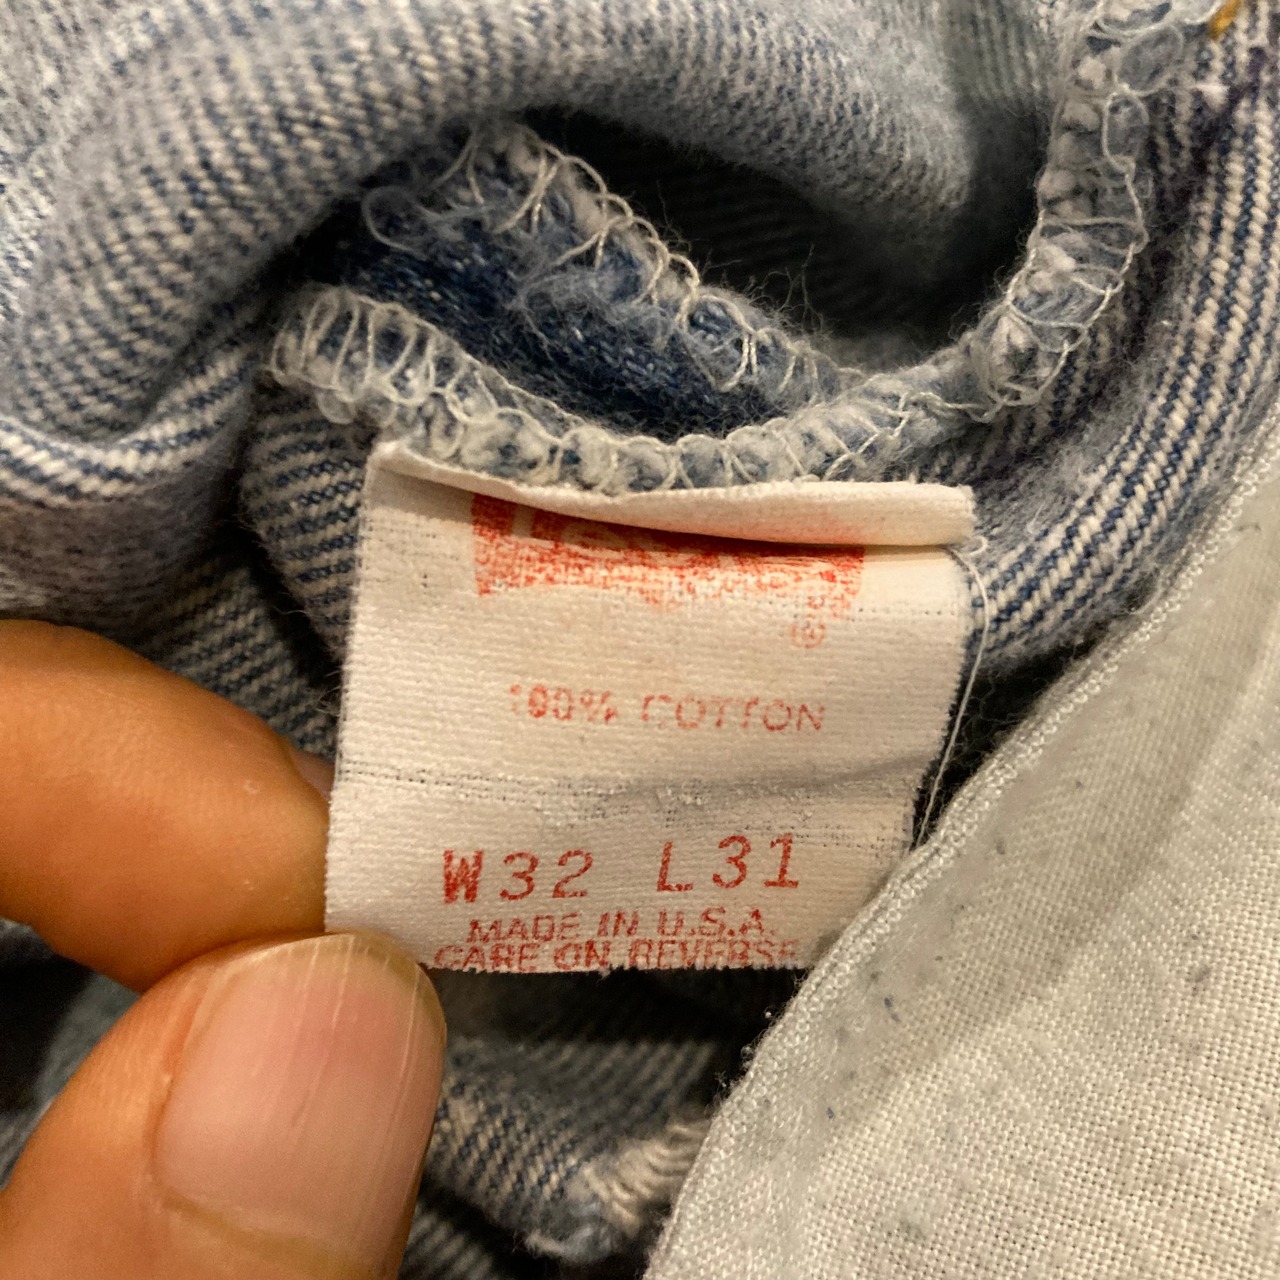 ®
100% COTTON
W32 L31
MADE IN U.S.A.
CARE ON REVERSE